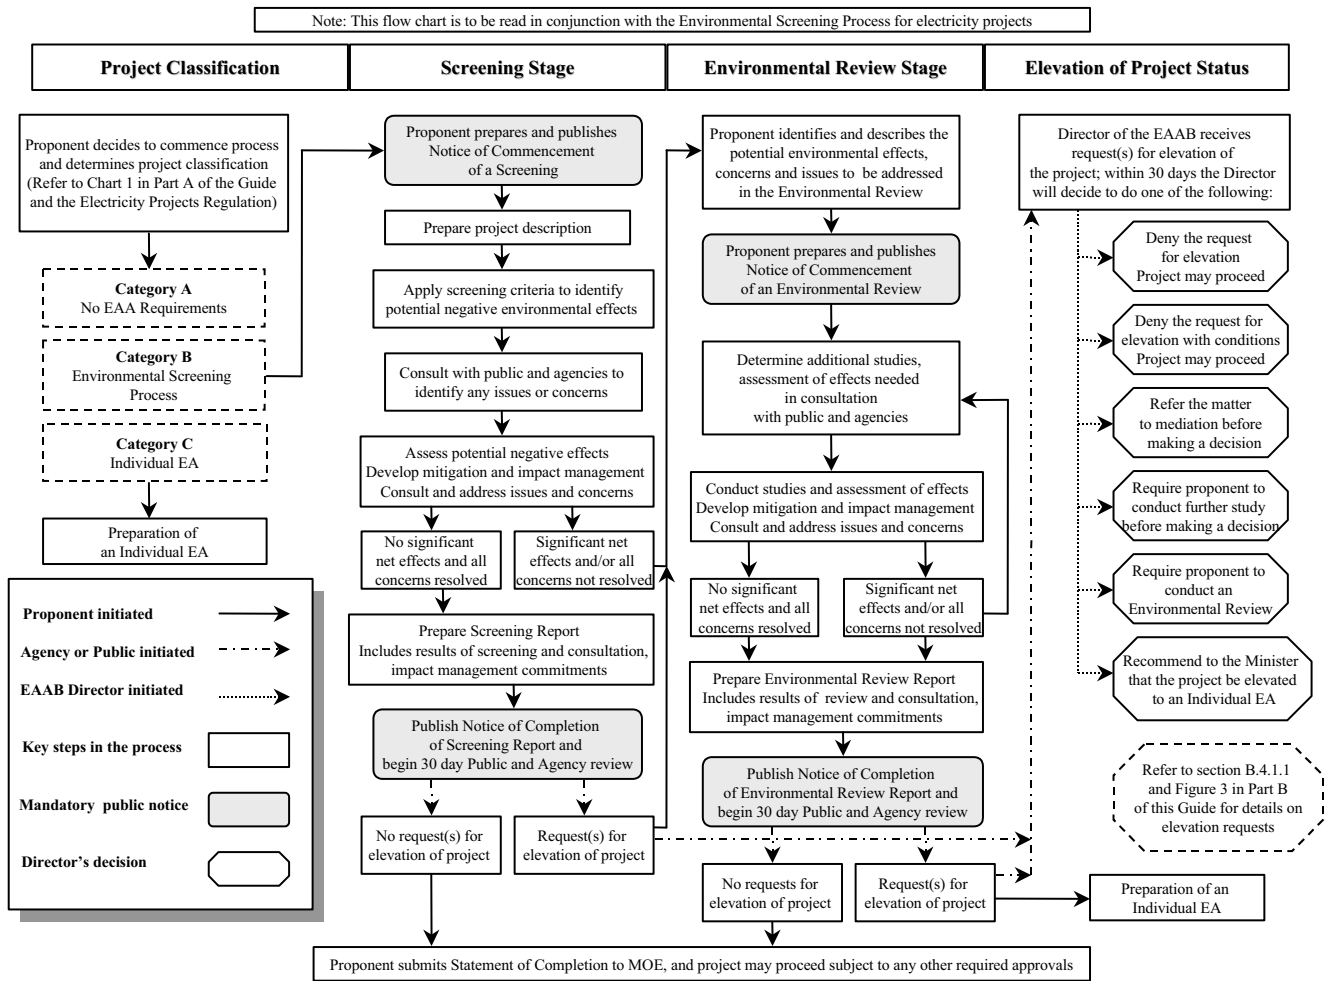 Note: This flow chart is to be read in conjunction with the Environmental Screening Process for electricity projects
Project Classification
Screening Stage
Environmental Review Stage
Elevation of Project Status
Proponent decides to commence process
and determines project classification
(Refer to Chart 1 in Part A of the Guide
and the Electricity Projects Regulation)
Category A
No EAA Requirements
Category B
Environmental Screening
Process
Category C
Individual EA
Preparation of
an Individual EA
Proponent initiated
Agency or Public initiated
EAAB Director initiated
Key steps in the process
Mandatory public notice
Director's decision
Proponent prepares and publishes
Notice of Commencement
of a Screening
Prepare project description
Apply screening criteria to identify
potential negative environmental effects
Consult with public and agencies to
identify any issues or concerns
Assess potential negative effects
Develop mitigation and impact management
Consult and address issues and concerns
No significant
net effects and all
concerns resolved
Significant net
effects and/or all
concerns not resolved
Prepare Screening Report
Includes results of screening and consultation,
impact management commitments
Publish Notice of Completion
of Screening Report and
begin 30 day Public and Agency review
No request(s) for
elevation of project
Request(s) for
elevation of project
Proponent identifies and describes the
potential environmental effects,
concerns and issues to be addressed
in the Environmental Review
Proponent prepares and publishes
Notice of Commencement
of an Environmental Review
Determine additional studies,
assessment of effects needed
in consultation
with public and agencies
Conduct studies and assessment of effects
Develop mitigation and impact management
Consult and address issues and concerns
No significant
net effects and all
concerns resolved
Significant net
effects and/or all
concerns not resolved
Prepare Environmental Review Report
Includes results of review and consultation,
impact management commitments
Publish Notice of Completion
of Environmental Review Report and
begin 30 day Public and Agency review
No requests for
elevation of project
Request(s) for
elevation of project
Director of the EAAB receives
request(s) for elevation of
the project; within 30 days the Director
will decide to do one of the following:
Deny the request
for elevation
Project may proceed
Deny the request for
elevation with conditions
Project may proceed
Refer the matter
to mediation before
making a decision
Require proponent to
conduct further study
before making a decision
Require proponent to
conduct an
Environmental Review
Recommend to the Minister
that the project be elevated
to an Individual EA
Refer to section B.4.1.1
and Figure 3 in Part B
of this Guide for details on
elevation requests
Preparation of an
Individual EA
Proponent submits Statement of Completion to MOE, and project may proceed subject to any other required approvals